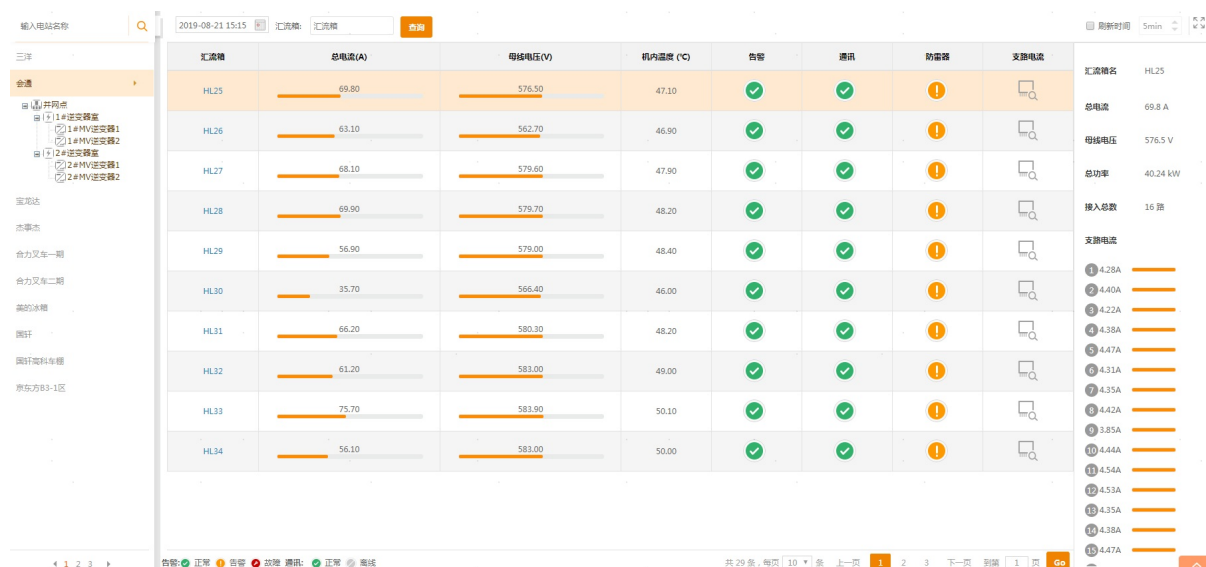 输入电站名称
2019-08-21 15:15 汇流箱: 汇流箱 查询
刷新时间 5min
三洋
会通
并网点
1#逆变器室
1#MV逆变器1
1#MV逆变器2
2#逆变器室
2#MV逆变器1
2#MV逆变器2
宝龙达
杰事杰
合力叉车一期
合力叉车二期
美的冰箱
国轩
国轩高科车棚
京东方B3-1区
1 2 3
汇流箱 总电流(A) 母线电压(V) 机内温度 (℃) 告警 通讯 防雷器 支路电流
HL25 69.80 576.50 47.10
HL26 63.10 562.70 46.90
HL27 68.10 579.60 47.90
HL28 69.90 579.70 48.20
HL29 56.90 579.00 48.40
HL30 35.70 566.40 46.00
HL31 66.20 580.30 48.20
HL32 61.20 583.00 49.00
HL33 75.70 583.90 50.10
HL34 56.10 583.00 50.00
告警: 正常 告警 故障 通讯: 正常 离线
共 29 条 , 每页 10 条 上一页 1 2 3 下一页 到第 1 页 Go
汇流箱名 HL25
总电流 69.8 A
母线电压 576.5 V
总功率 40.24 kW
接入总数 16 路
支路电流
1 4.28A
2 4.40A
3 4.22A
4 4.38A
5 4.47A
6 4.31A
7 4.35A
8 4.42A
9 3.85A
10 4.44A
11 4.54A
12 4.53A
13 4.35A
14 4.38A
15 4.47A